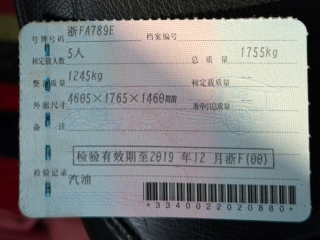 号牌号码 浙FA789E 档案编号
核定载人数 5人 总质量 1755kg
整备质量 1245kg 核定载质量
外廓尺寸 4605×1765×1460mm 准牵引总质量
备注
检验有效期至2019 年12 月浙F(00)
检验记录
汽油
*3340022020880*